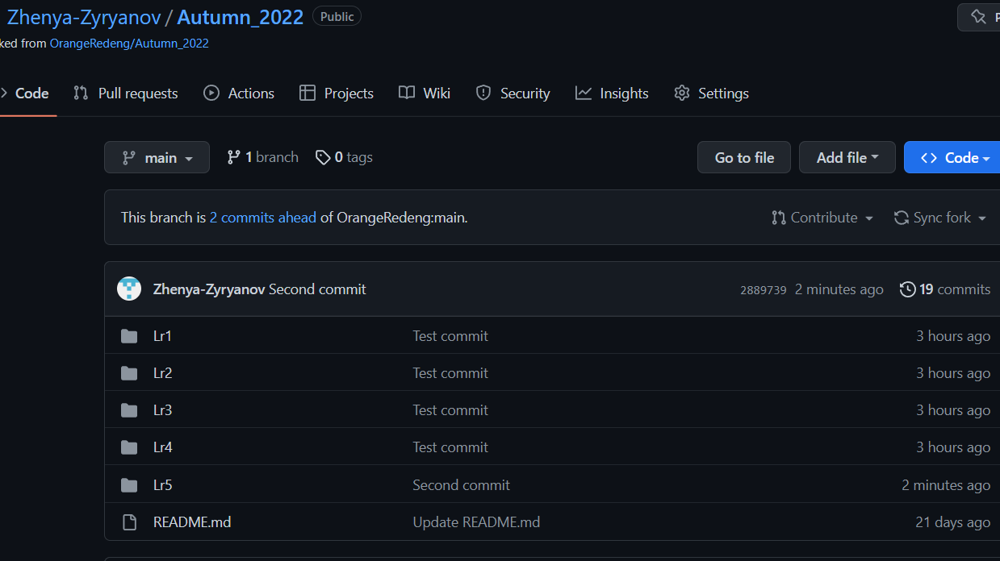 Zhenya-Zyryanov / Autumn_2022 Public
ked from OrangeRedeng/Autumn_2022
Code Pull requests Actions Projects Wiki Security Insights Settings
main 1 branch 0 tags Go to file Add file Code
This branch is 2 commits ahead of OrangeRedeng:main. Contribute Sync fork
Zhenya-Zyryanov Second commit 2889739 2 minutes ago 19 commits
Lr1 Test commit 3 hours ago
Lr2 Test commit 3 hours ago
Lr3 Test commit 3 hours ago
Lr4 Test commit 3 hours ago
Lr5 Second commit 2 minutes ago
README.md Update README.md 21 days ago